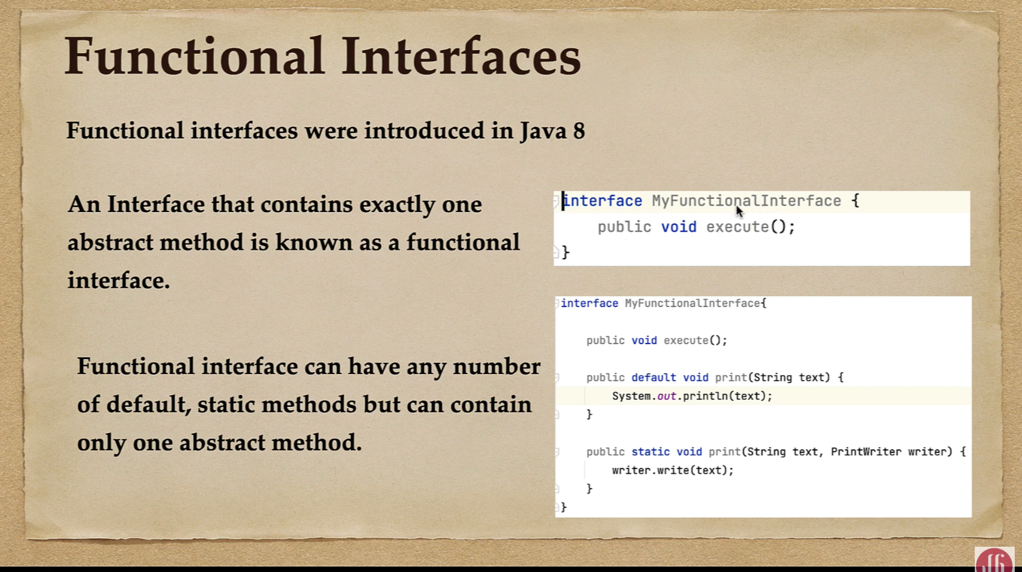 Functional Interfaces
Functional interfaces were introduced in Java 8
An Interface that contains exactly one
abstract method is known as a functional
interface.
Functional interface can have any number
of default, static methods but can contain
only one abstract method.
interface MyFunctionalInterface {
    public void execute();
}
interface MyFunctionalInterface{
    public void execute();
    public default void print(String text) {
        System.out.println(text);
    }
    public static void print(String text, PrintWriter writer) {
        writer.write(text);
    }
}